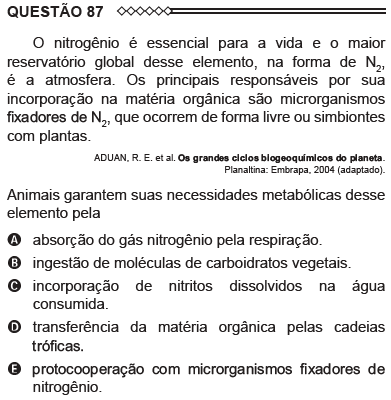 QUESTÃO 87
O nitrogênio é essencial para a vida e o maior
reservatório global desse elemento, na forma de N₂,
é a atmosfera. Os principais responsáveis por sua
incorporação na matéria orgânica são microrganismos
fixadores de N₂, que ocorrem de forma livre ou simbiontes
com plantas.
ADUAN, R. E. et al. Os grandes ciclos biogeoquímicos do planeta.
Planaltina: Embrapa, 2004 (adaptado).
Animais garantem suas necessidades metabólicas desse
elemento pela
A absorção do gás nitrogênio pela respiração.
B ingestão de moléculas de carboidratos vegetais.
C incorporação de nitritos dissolvidos na água
consumida.
D transferência da matéria orgânica pelas cadeias
tróficas.
E protocooperação com microrganismos fixadores de
nitrogênio.